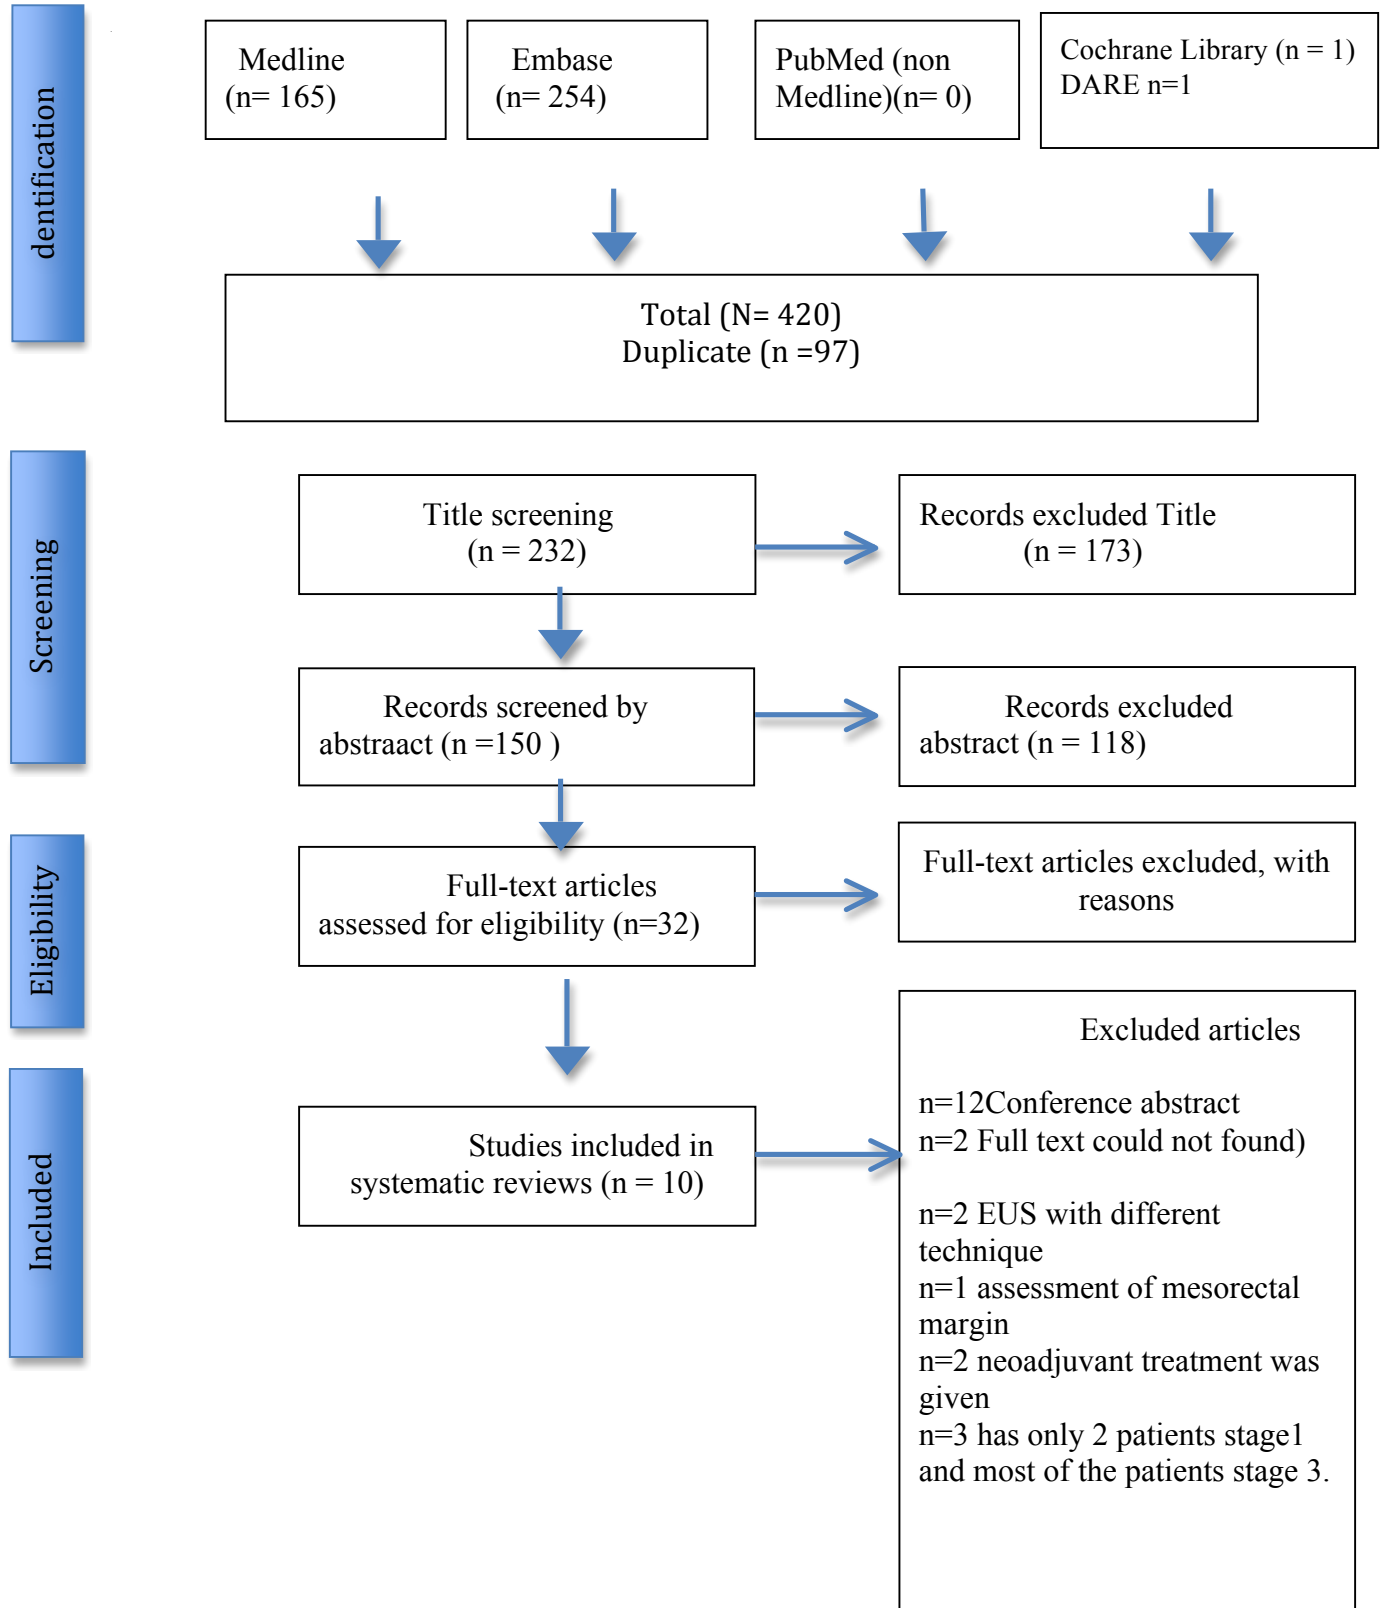 dentification
Medline
(n= 165)
Embase
(n= 254)
PubMed (non
Medline)(n= 0)
Cochrane Library (n = 1)
DARE n=1
Total (N= 420)
Duplicate (n =97)
Screening
Title screening
(n = 232)
Records excluded Title
(n = 173)
Records screened by
abstraact (n =150 )
Records excluded
abstract (n = 118)
Eligibility
Full-text articles
assessed for eligibility (n=32)
Full-text articles excluded, with
reasons
Included
Studies included in
systematic reviews (n = 10)
Excluded articles
n=12Conference abstract
n=2 Full text could not found)
n=2 EUS with different
technique
n=1 assessment of mesorectal
margin
n=2 neoadjuvant treatment was
given
n=3 has only 2 patients stage1
and most of the patients stage 3.